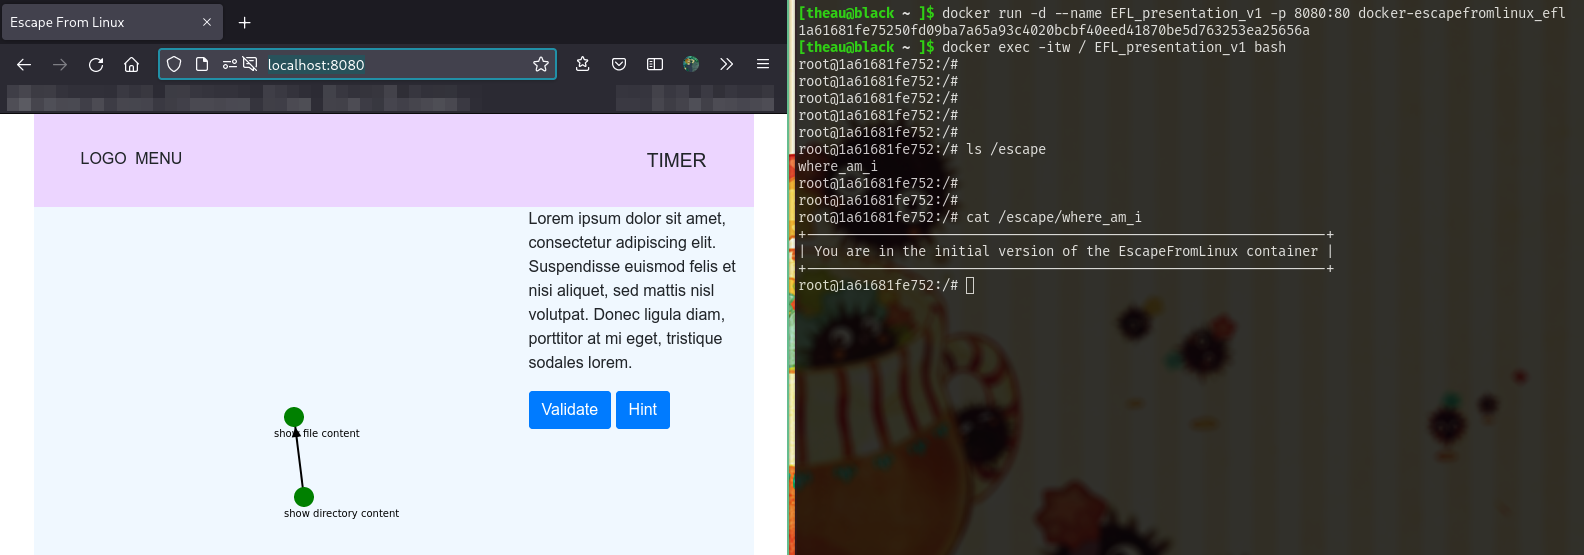 Escape From Linux
localhost:8080
LOGO MENU
TIMER
Lorem ipsum dolor sit amet,
consectetur adipiscing elit.
Suspendisse euismod felis et
nisi aliquet, sed mattis nisl
volutpat. Donec ligula diam,
porttitor at mi eget, tristique
sodales lorem.
Validate Hint
show file content
show directory content
[theau@black ~ ]$ docker run -d --name EFL_presentation_v1 -p 8080:80 docker-escapefromlinux_efl
1a61681fe75250fd09ba7a65a93c4020bcbf40eed41870be5d763253ea25656a
[theau@black ~ ]$ docker exec -itw / EFL_presentation_v1 bash
root@1a61681fe752:/#
root@1a61681fe752:/#
root@1a61681fe752:/#
root@1a61681fe752:/#
root@1a61681fe752:/#
root@1a61681fe752:/# ls /escape
where_am_i
root@1a61681fe752:/#
root@1a61681fe752:/#
root@1a61681fe752:/# cat /escape/where_am_i
+----------------------------------------------------------------+
| You are in the initial version of the EscapeFromLinux container |
+----------------------------------------------------------------+
root@1a61681fe752:/#